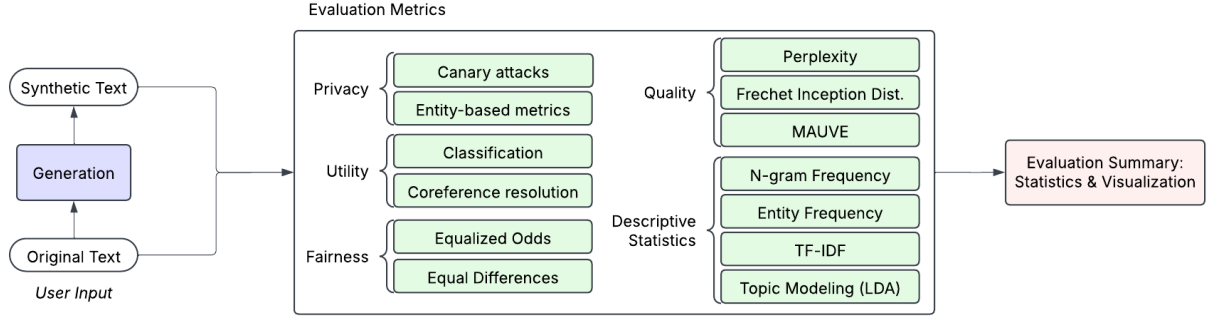 Evaluation Metrics
Synthetic Text
Generation
Original Text
User Input
Privacy
Canary attacks
Entity-based metrics
Utility
Classification
Coreference resolution
Fairness
Equalized Odds
Equal Differences
Quality
Perplexity
Frechet Inception Dist.
MAUVE
Descriptive
Statistics
N-gram Frequency
Entity Frequency
TF-IDF
Topic Modeling (LDA)
Evaluation Summary:
Statistics & Visualization